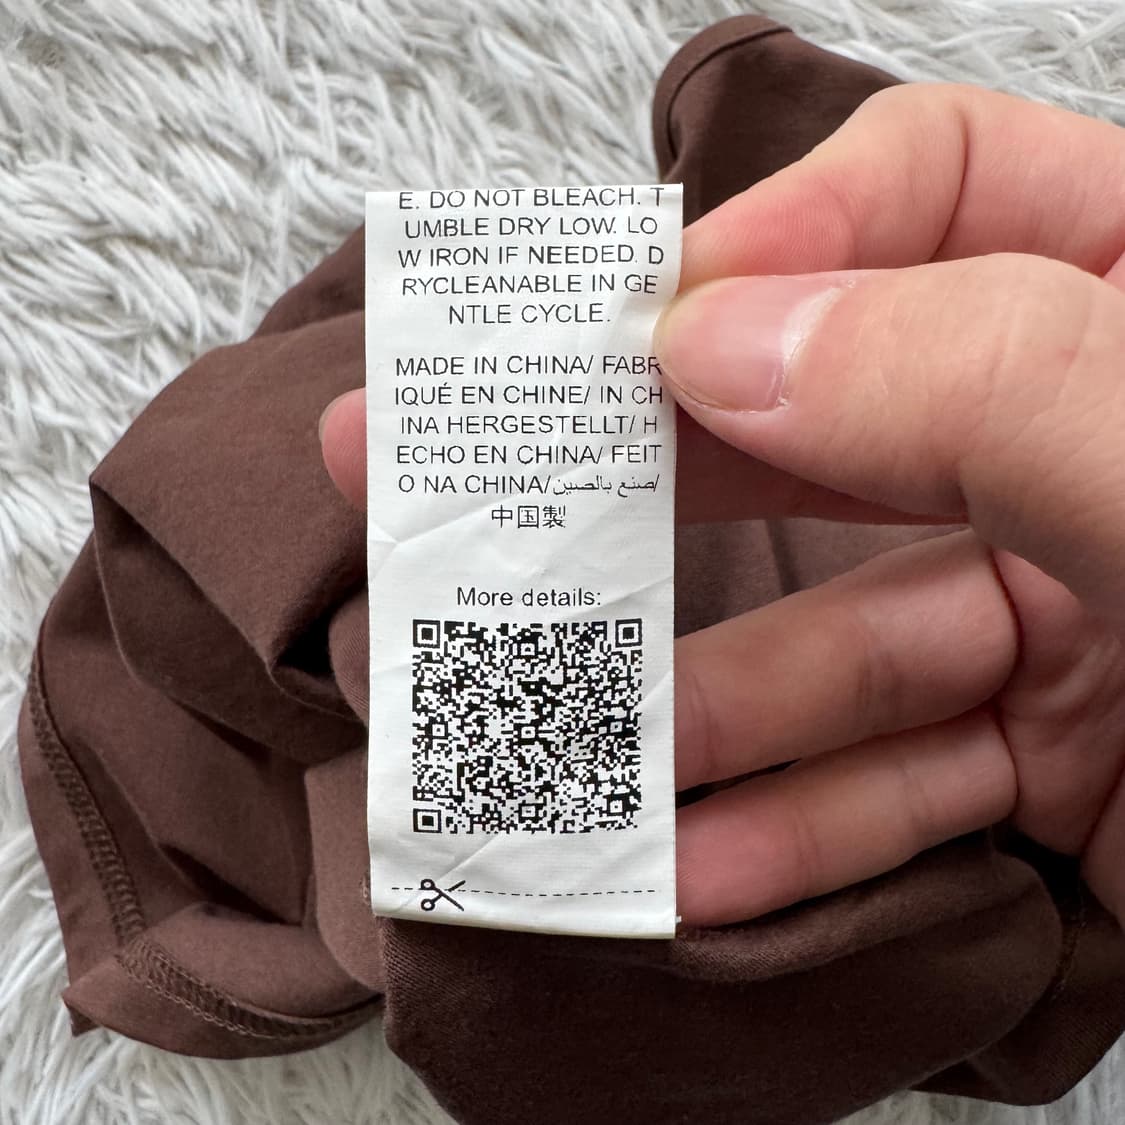 E. DO NOT BLEACH. T
UMBLE DRY LOW. LO
W IRON IF NEEDED. D
RYCLEANABLE IN GE
NTLE CYCLE.
MADE IN CHINA/ FABR
IQUÉ EN CHINE/ IN CH
INA HERGESTELLT/ H
ECHO EN CHINA/ FEIT
O NA CHINA/صنع بالصين/
中国製
More details: